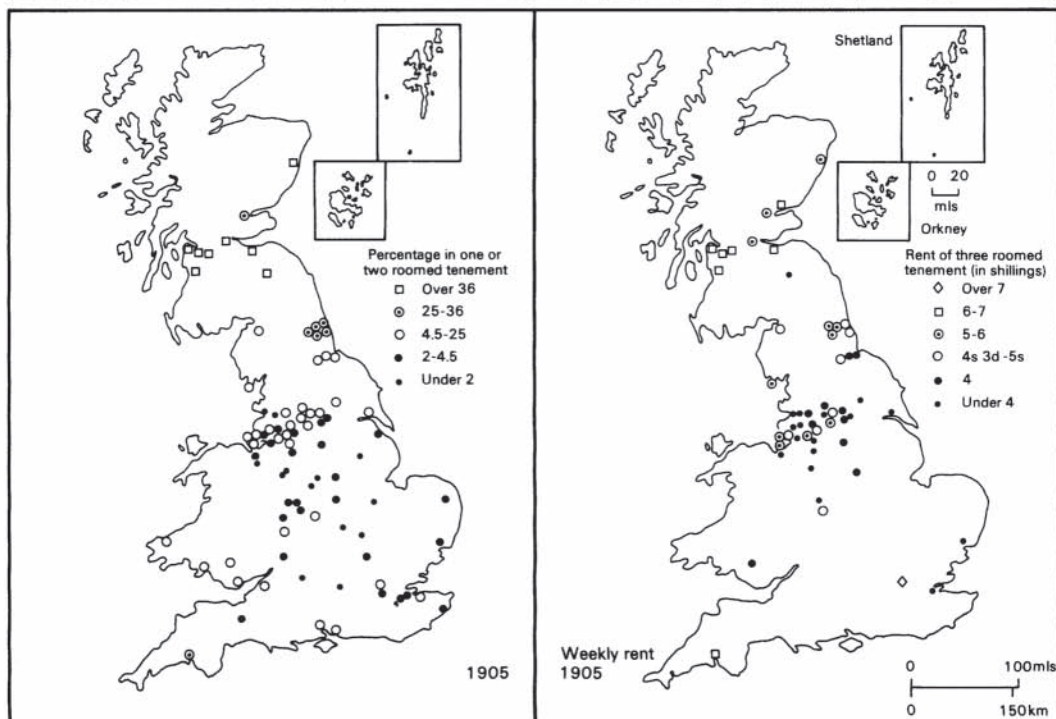 Percentage in one or
two roomed tenement
Over 36
25-36
4.5-25
2-4.5
Under 2
1905
Shetland
0 20
mls
Orkney
Rent of three roomed
tenement (in shillings)
Over 7
6-7
5-6
4s 3d -5s
4
Under 4
Weekly rent
1905
0 100mls
0 150km